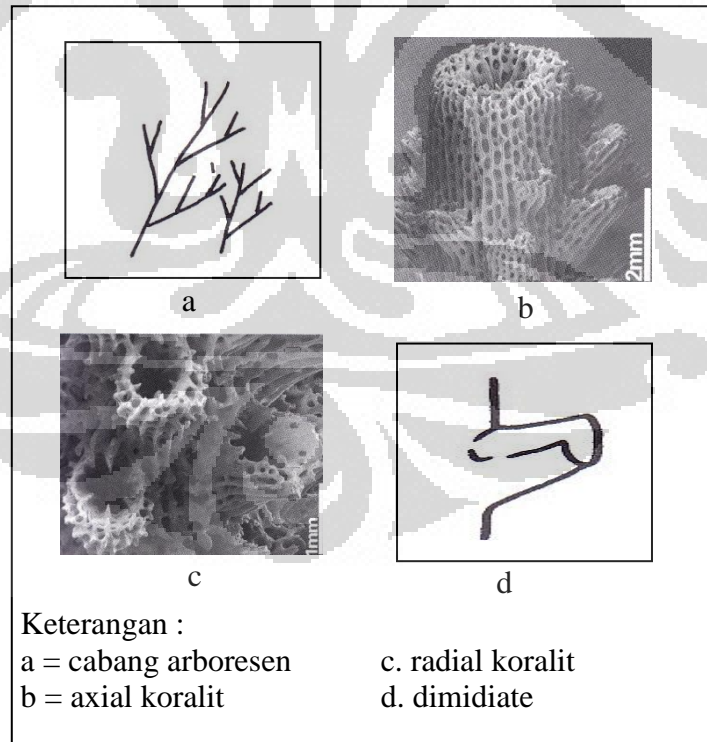 a
b
2mm
c
1mm
d
Keterangan :
a = cabang arboresen c. radial koralit
b = axial koralit d. dimidiate